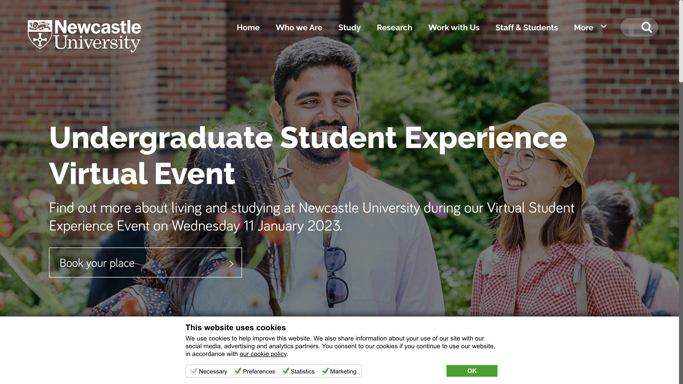 Newcastle
University
Home Who we Are Study Research Work with Us Staff & Students More
Undergraduate Student Experience
Virtual Event
Find out more about living and studying at Newcastle University during our Virtual Student
Experience Event on Wednesday 11 January 2023.
Book your place
This website uses cookies
We use cookies to help improve this website. We also share information about your use of our site with our
social media, advertising and analytics partners. You consent to our cookies if you continue to use our website,
in accordance with our cookie policy.
Necessary Preferences Statistics Marketing OK